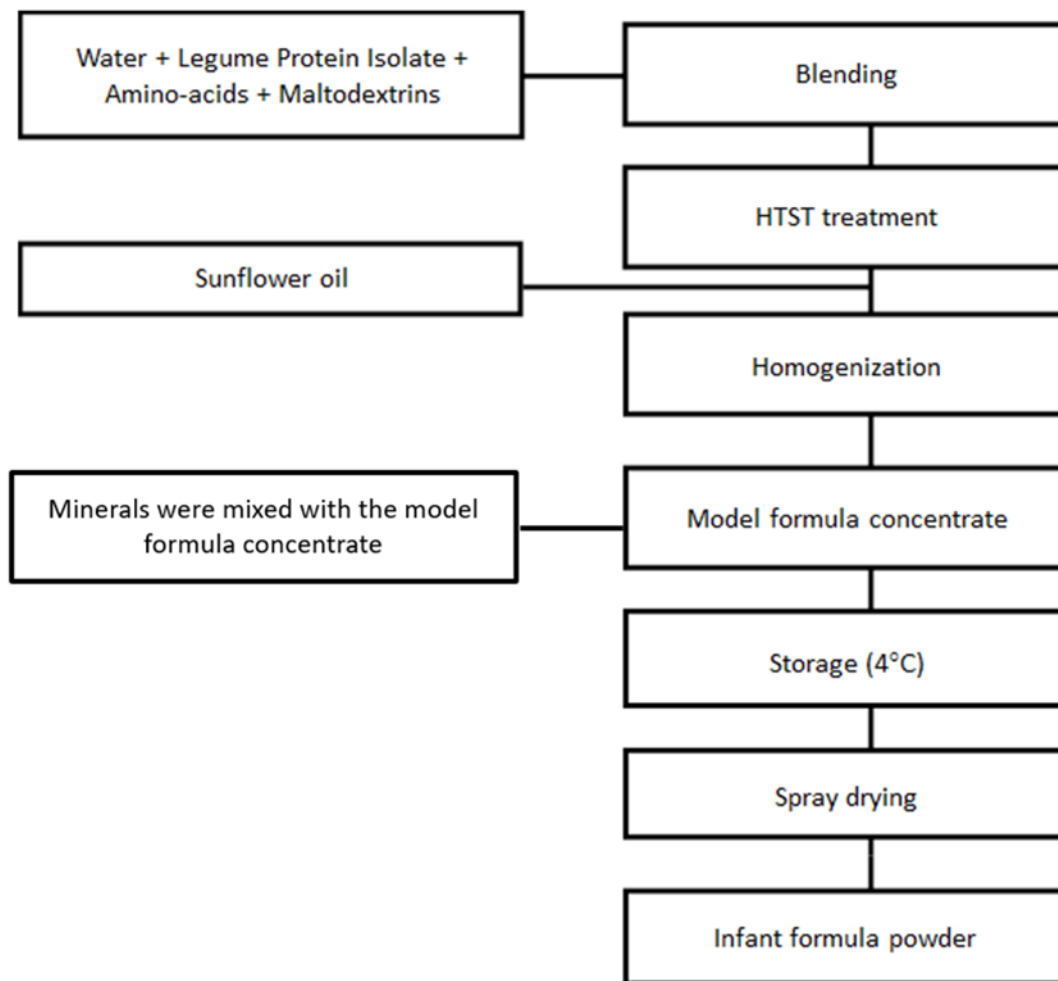 Water + Legume Protein Isolate +
Amino-acids + Maltodextrins
Blending
HTST treatment
Sunflower oil
Homogenization
Minerals were mixed with the model
formula concentrate
Model formula concentrate
Storage (4°C)
Spray drying
Infant formula powder